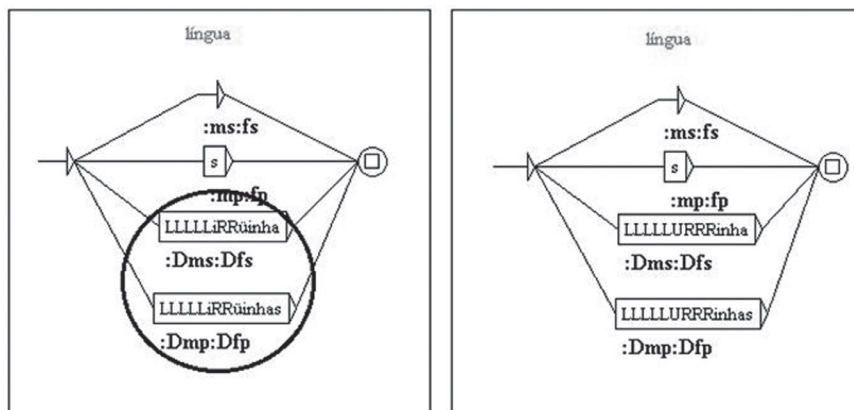 língua
:ms:fs
s
:mp:fp
LLLLLiRRüinha
:Dms:Dfs
LLLLLiRRüinhas
:Dmp:Dfp
língua
:ms:fs
s
:mp:fp
LLLLLURRRinha
:Dms:Dfs
LLLLLURRRinhas
:Dmp:Dfp